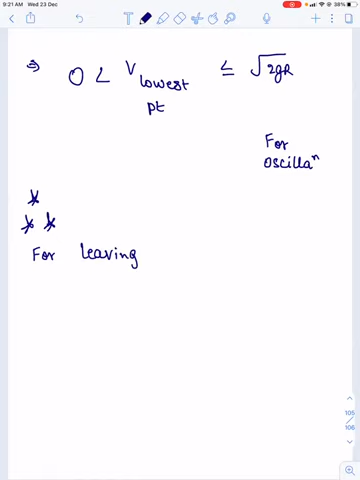 9:21 AM Wed 23 Dec
38%
⇒ 0 < V lowest pt ≤ √2gR
For
oscillaⁿ
For leaving
105
/
106